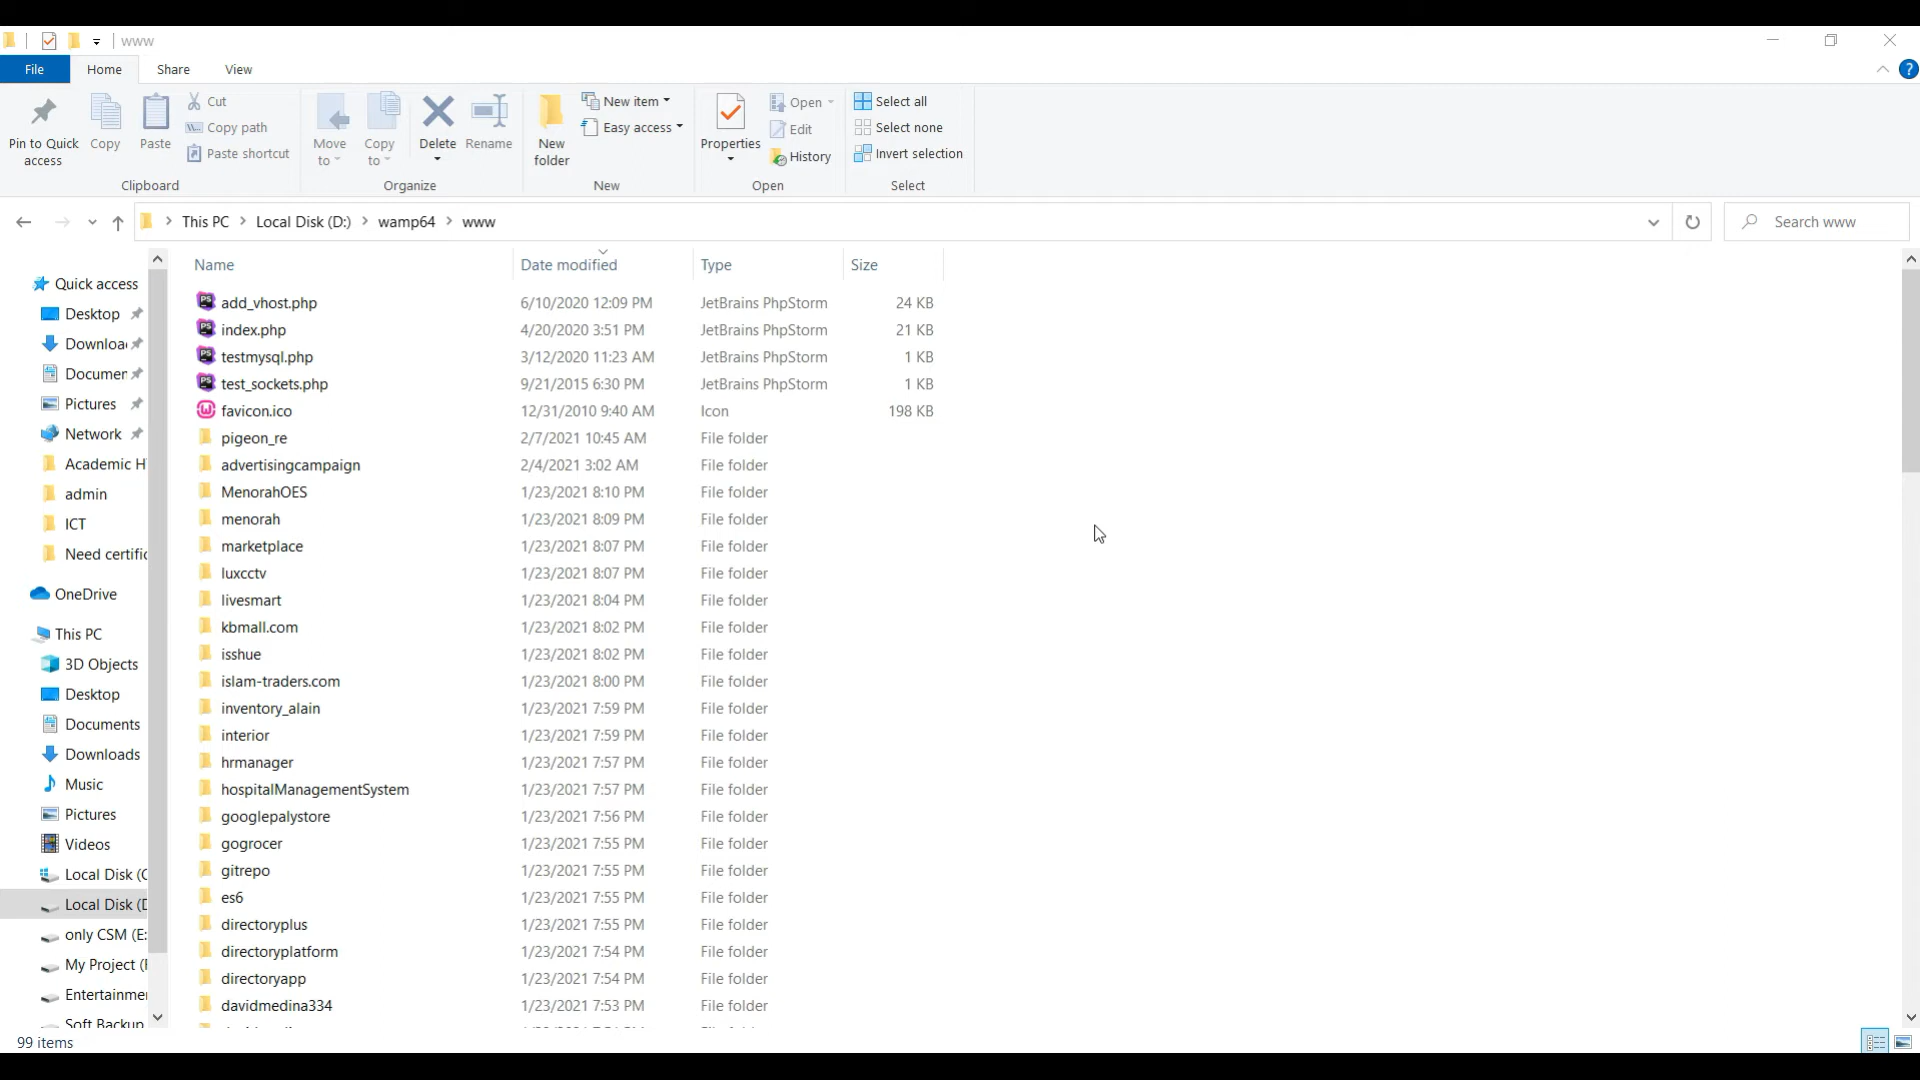 www
File Home Share View
Pin to Quick access
Copy
Paste
Cut
Copy path
Paste shortcut
Clipboard
Move to
Copy to
Delete
Rename
Organize
New folder
New item
Easy access
New
Properties
Open
Edit
History
Open
Select all
Select none
Invert selection
Select
This PC > Local Disk (D:) > wamp64 > www
Search www
Name Date modified Type Size
Quick access
Desktop
Downloa
Documer
Pictures
Network
Academic H
admin
ICT
Need certific
OneDrive
This PC
3D Objects
Desktop
Documents
Downloads
Music
Pictures
Videos
Local Disk (C
Local Disk (D
only CSM (E:
My Project (F
Entertainmer
Soft Backup
add_vhost.php 6/10/2020 12:09 PM JetBrains PhpStorm 24 KB
index.php 4/20/2020 3:51 PM JetBrains PhpStorm 21 KB
testmysql.php 3/12/2020 11:23 AM JetBrains PhpStorm 1 KB
test_sockets.php 9/21/2015 6:30 PM JetBrains PhpStorm 1 KB
favicon.ico 12/31/2010 9:40 AM Icon 198 KB
pigeon_re 2/7/2021 10:45 AM File folder
advertisingcampaign 2/4/2021 3:02 AM File folder
MenorahOES 1/23/2021 8:10 PM File folder
menorah 1/23/2021 8:09 PM File folder
marketplace 1/23/2021 8:07 PM File folder
luxcctv 1/23/2021 8:07 PM File folder
livesmart 1/23/2021 8:04 PM File folder
kbmall.com 1/23/2021 8:02 PM File folder
isshue 1/23/2021 8:02 PM File folder
islam-traders.com 1/23/2021 8:00 PM File folder
inventory_alain 1/23/2021 7:59 PM File folder
interior 1/23/2021 7:59 PM File folder
hrmanager 1/23/2021 7:57 PM File folder
hospitalManagementSystem 1/23/2021 7:57 PM File folder
googlepalystore 1/23/2021 7:56 PM File folder
gogrocer 1/23/2021 7:55 PM File folder
gitrepo 1/23/2021 7:55 PM File folder
es6 1/23/2021 7:55 PM File folder
directoryplus 1/23/2021 7:55 PM File folder
directoryplatform 1/23/2021 7:54 PM File folder
directoryapp 1/23/2021 7:54 PM File folder
davidmedina334 1/23/2021 7:53 PM File folder
99 items